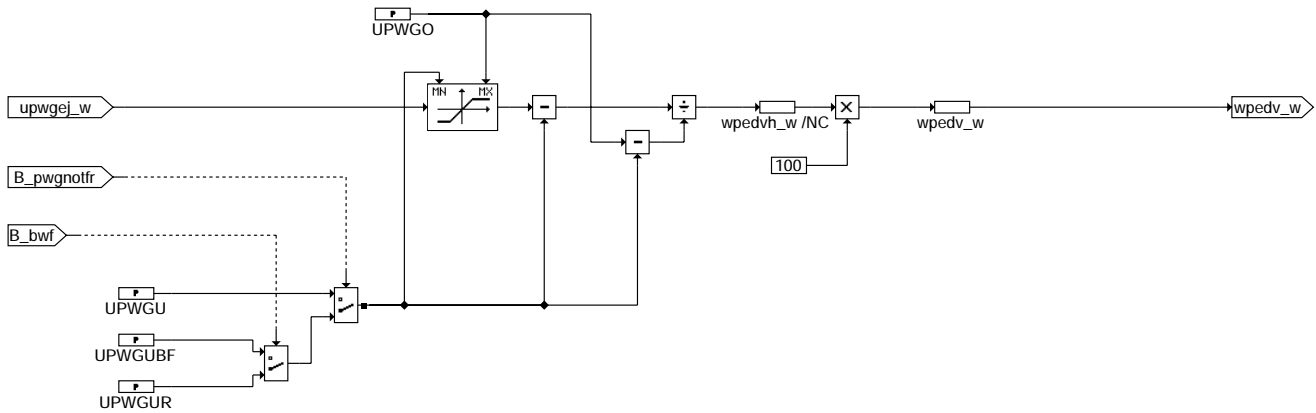 P
UPWGO
upwgej_w
MN MX
wpedvh_w /NC
wpedv_w
wpedv_w
100
B_pwgnotfr
B_bwf
P
UPWGU
P
UPWGUBF
P
UPWGUR